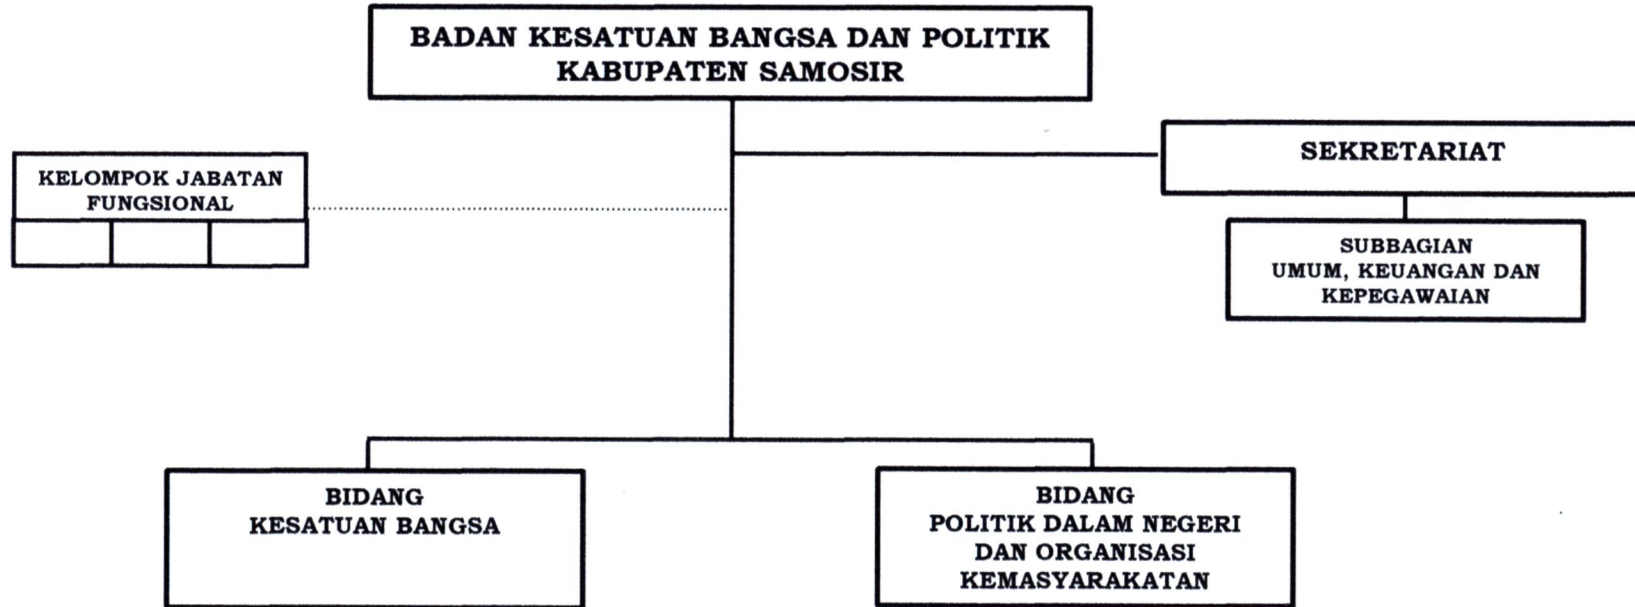 BADAN KESATUAN BANGSA DAN POLITIK
KABUPATEN SAMOSIR
SEKRETARIAT
KELOMPOK JABATAN
FUNGSIONAL
SUBBAGIAN
UMUM, KEUANGAN DAN
KEPEGAWAIAN
BIDANG
KESATUAN BANGSA
BIDANG
POLITIK DALAM NEGERI
DAN ORGANISASI
KEMASYARAKATAN